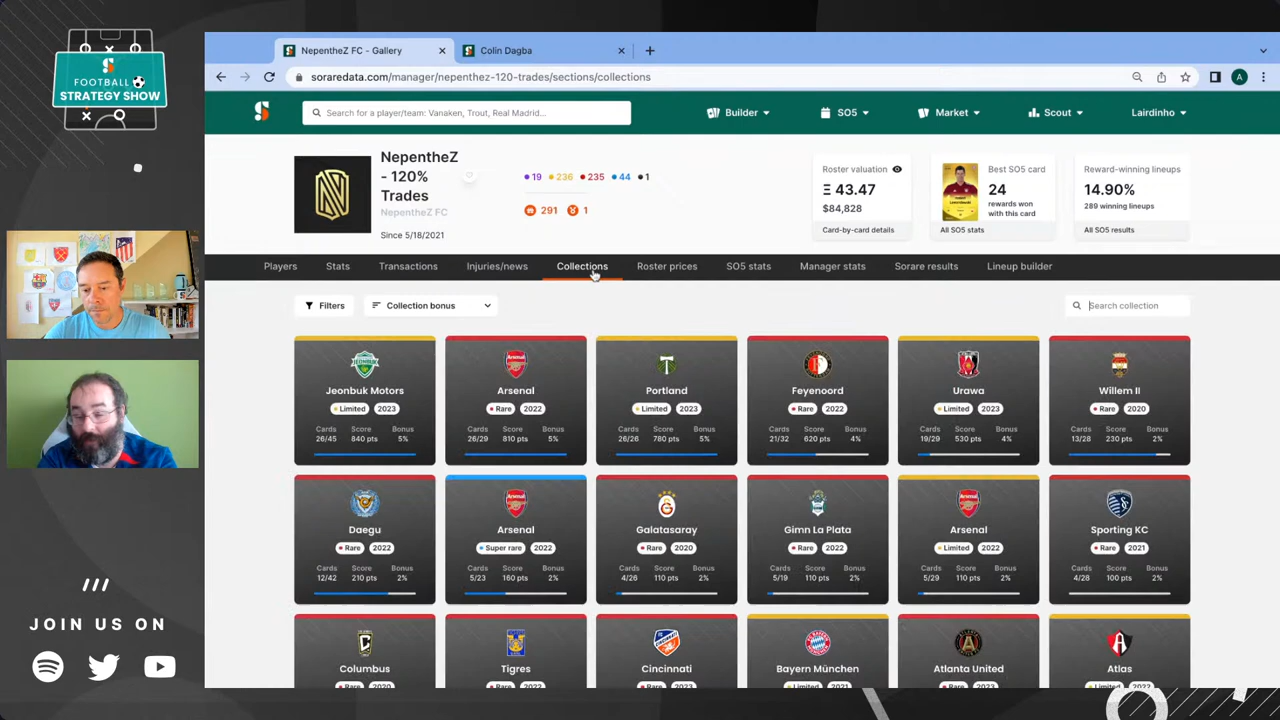 FOOTBALL
STRATEGY SHOW
JOIN US ON
NepentheZ FC - Gallery
Colin Dagba
soraredata.com/manager/nepenthez-120-trades/sections/collections
A
Search for a player/team: Vanaken, Trout, Real Madrid...
Builder
SO5
Market
Scout
Lairdinho
NepentheZ
- 120%
Trades
NepentheZ FC
Since 5/18/2021
19 236 235 44 1
291 1
Roster valuation
Ξ 43.47
$84,828
Card-by-card details
Best SO5 card
24
rewards won
with this card
All SO5 stats
Reward-winning lineups
14.90%
289 winning lineups
All SO5 results
Players Stats Transactions Injuries/news Collections Roster prices SO5 stats Manager stats Sorare results Lineup builder
Filters
Collection bonus
Search collection
Jeonbuk Motors
Limited 2023
Cards Score Bonus
26/45 840 pts 5%
Arsenal
Rare 2022
Cards Score Bonus
26/29 810 pts 5%
Portland
Limited 2023
Cards Score Bonus
26/26 780 pts 5%
Feyenoord
Rare 2022
Cards Score Bonus
21/32 620 pts 4%
Urawa
Limited 2023
Cards Score Bonus
19/29 530 pts 4%
Willem II
Rare 2020
Cards Score Bonus
13/28 230 pts 2%
Daegu
Rare 2022
Cards Score Bonus
12/42 210 pts 2%
Arsenal
Super rare 2022
Cards Score Bonus
5/23 160 pts 2%
Galatasaray
Rare 2020
Cards Score Bonus
4/26 110 pts 2%
Gimn La Plata
Rare 2022
Cards Score Bonus
5/19 110 pts 2%
Arsenal
Limited 2022
Cards Score Bonus
5/29 110 pts 2%
Sporting KC
Rare 2021
Cards Score Bonus
4/28 100 pts 2%
Columbus
Rare 2020
Tigres
Rare 2022
Cincinnati
Rare 2023
Bayern München
Limited 2021
Atlanta United
Rare 2023
Atlas
Limited 2022